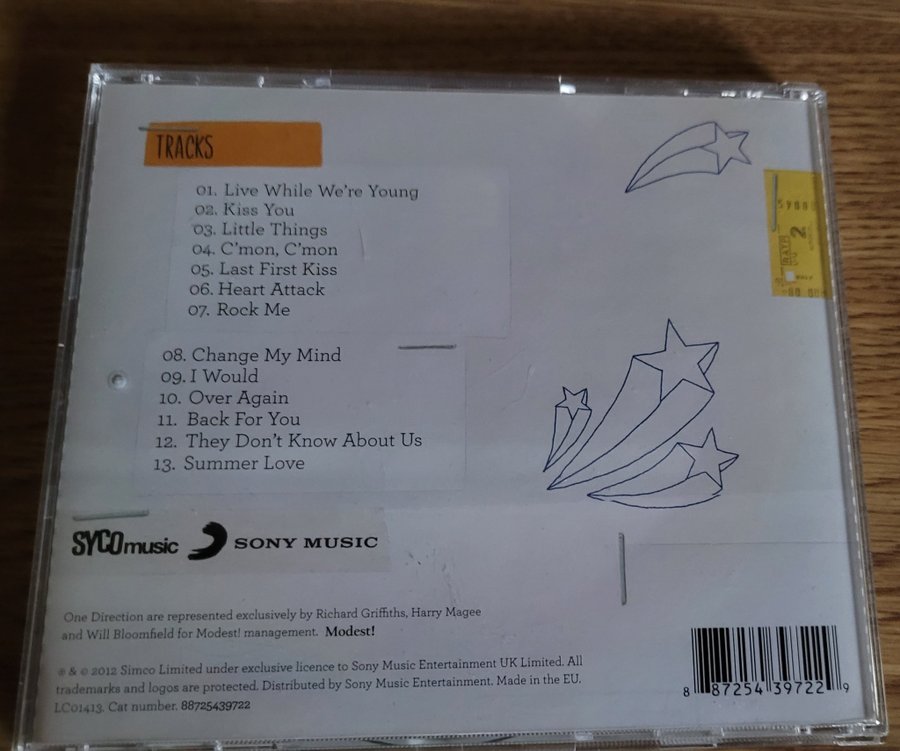 TRACKS
01. Live While We're Young
02. Kiss You
03. Little Things
04. C'mon, C'mon
05. Last First Kiss
06. Heart Attack
07. Rock Me
08. Change My Mind
09. I Would
10. Over Again
11. Back For You
12. They Don't Know About Us
13. Summer Love
SYCOmusic SONY MUSIC
One Direction are represented exclusively by Richard Griffiths, Harry Magee
and Will Bloomfield for Modest! management. Modest!
℗ & © 2012 Simco Limited under exclusive licence to Sony Music Entertainment UK Limited. All
trademarks and logos are protected. Distributed by Sony Music Entertainment. Made in the EU.
LC01413. Cat number. 88725439722
8 87254 39722 9
2